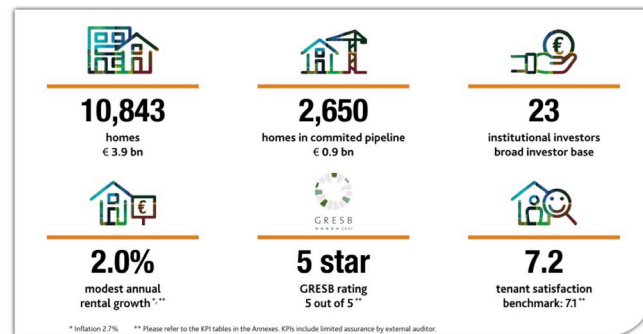 10,843
homes
€ 3.9 bn
2,650
homes in commited pipeline
€ 0.9 bn
€
23
institutional investors
broad investor base
€
2.0%
modest annual
rental growth *, **
GRESB
★★★★★ 2021
5 star
GRESB rating
5 out of 5 **
7.2
tenant satisfaction
benchmark: 7.1 **
* Inflation 2.7% ** Please refer to the KPI tables in the Annexes. KPIs include limited assurance by external auditor.